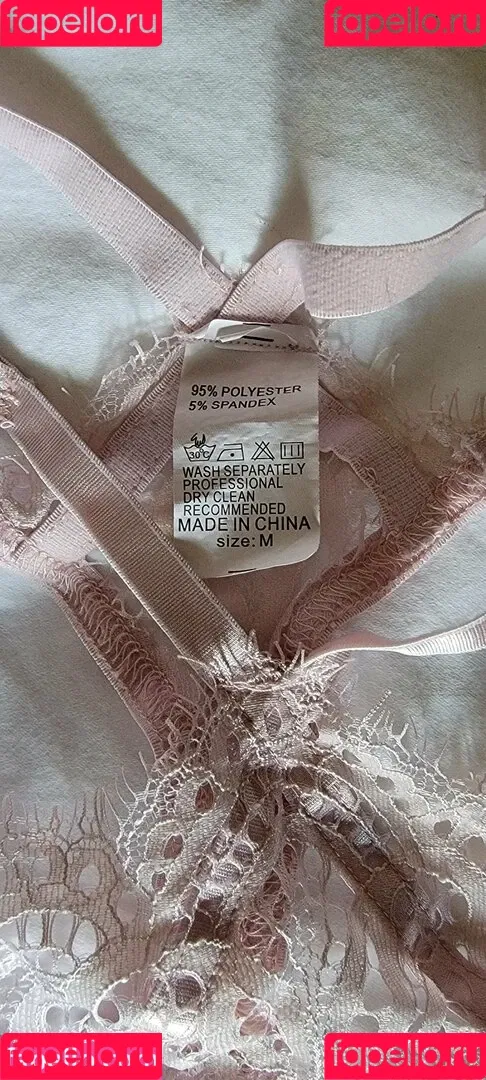 fapello.ru fapello.ru
95% POLYESTER
5% SPANDEX
30°C
WASH SEPARATELY
PROFESSIONAL
DRY CLEAN
RECOMMENDED
MADE IN CHINA
size: M
fapello.ru fapello.ru